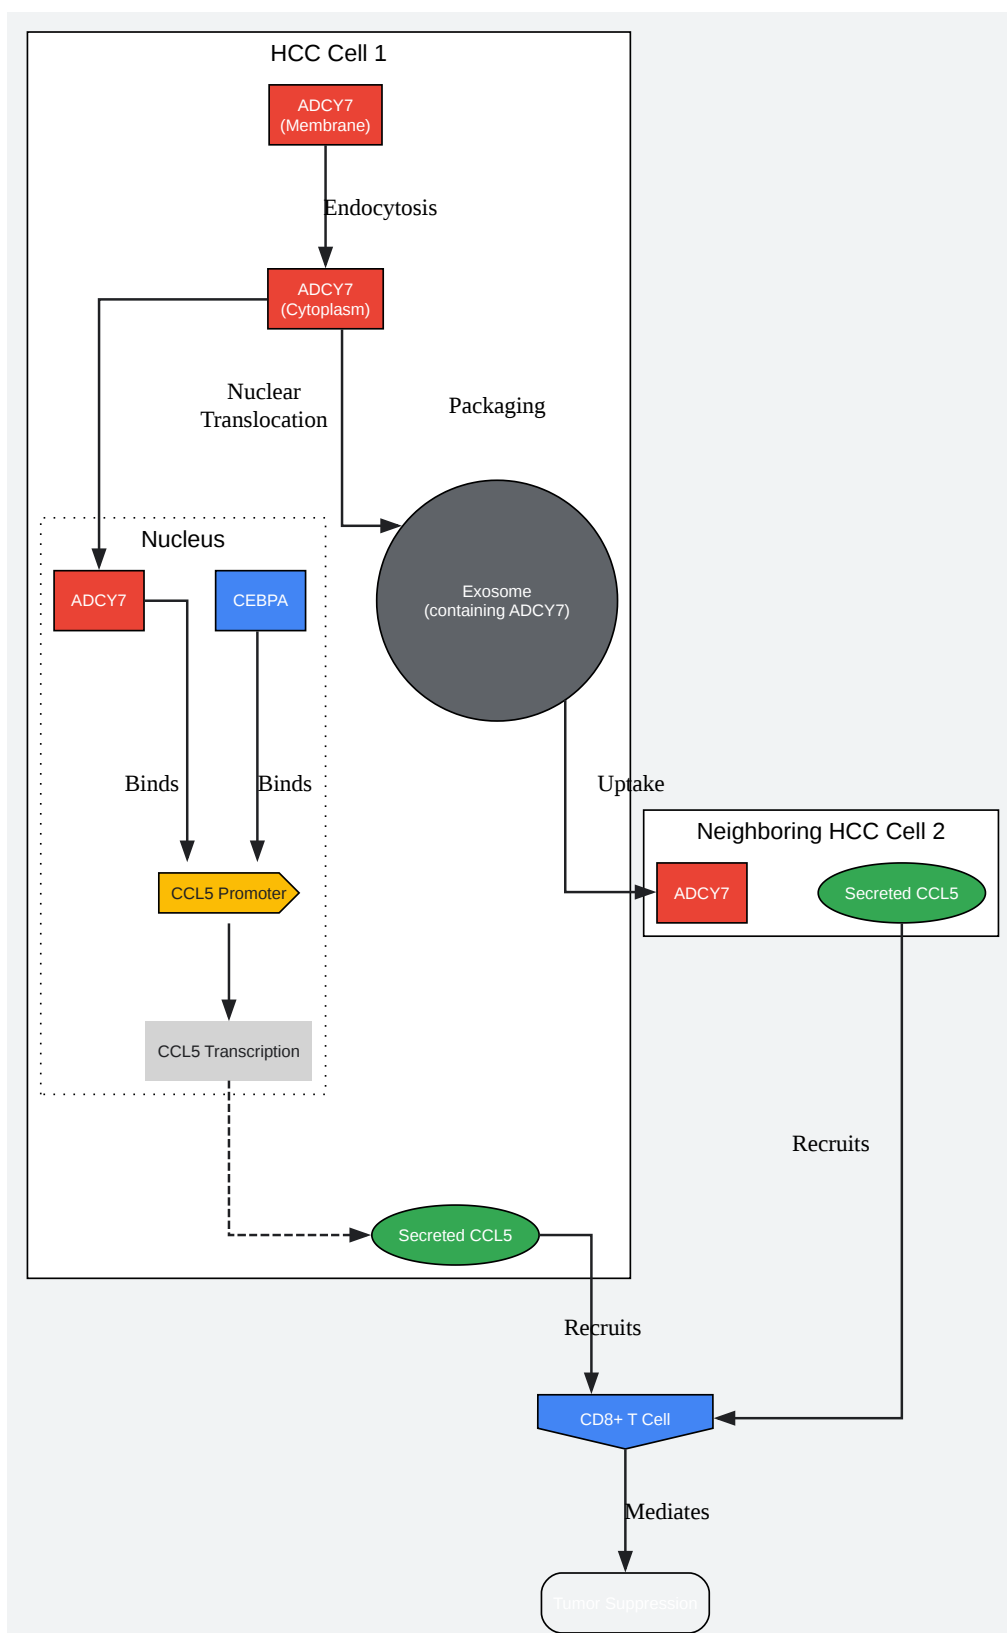 HCC Cell 1
ADCY7
(Membrane)
Endocytosis
ADCY7
(Cytoplasm)
Nuclear
Translocation
Packaging
Nucleus
ADCY7
CEBPA
Exosome
(containing ADCY7)
Binds
Binds
Uptake
Neighboring HCC Cell 2
CCL5 Promoter
ADCY7
Secreted CCL5
CCL5 Transcription
Recruits
Secreted CCL5
Recruits
CD8+ T Cell
Mediates
Tumor Suppression